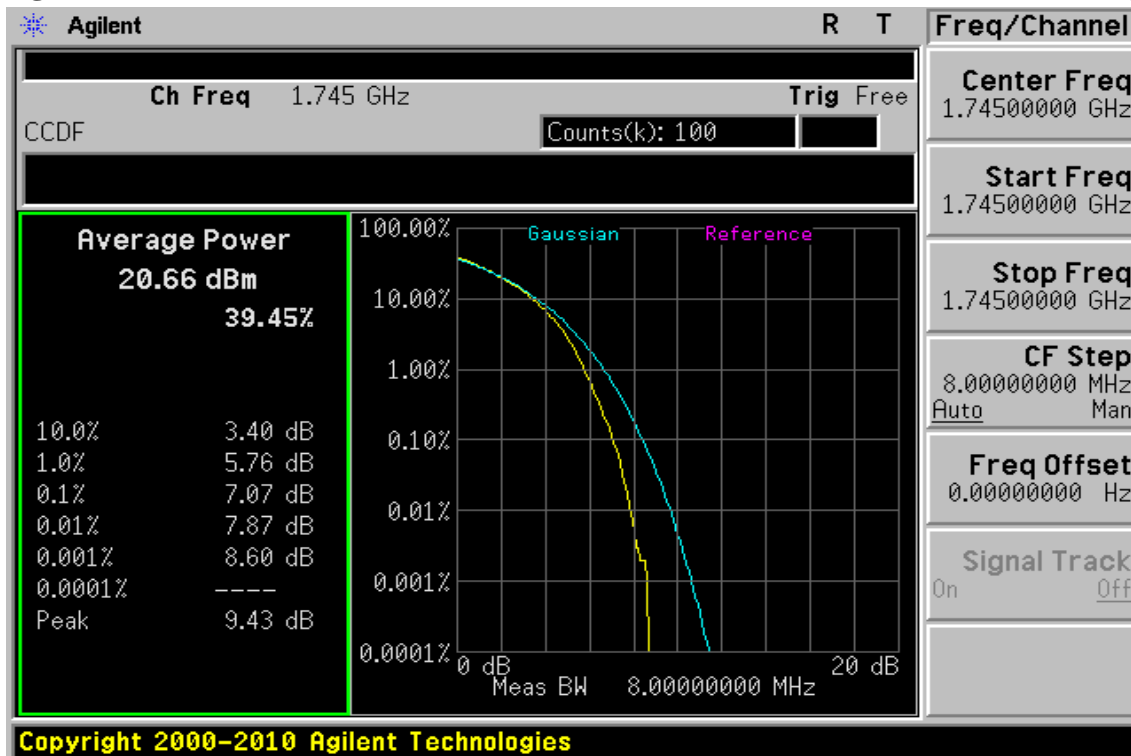 Agilent R T
Ch Freq 1.745 GHz Trig Free
CCDF Counts(k): 100
Average Power
20.66 dBm
39.45%
10.0% 3.40 dB
1.0% 5.76 dB
0.1% 7.07 dB
0.01% 7.87 dB
0.001% 8.60 dB
0.0001% ----
Peak 9.43 dB
100.00%
Gaussian Reference
10.00%
1.00%
0.10%
0.01%
0.001%
0.0001%
0 dB 20 dB
Meas BW 8.00000000 MHz
Freq/Channel
Center Freq
1.74500000 GHz
Start Freq
1.74500000 GHz
Stop Freq
1.74500000 GHz
CF Step
8.00000000 MHz
Auto Man
Freq Offset
0.00000000 Hz
Signal Track
On Off
Copyright 2000-2010 Agilent Technologies